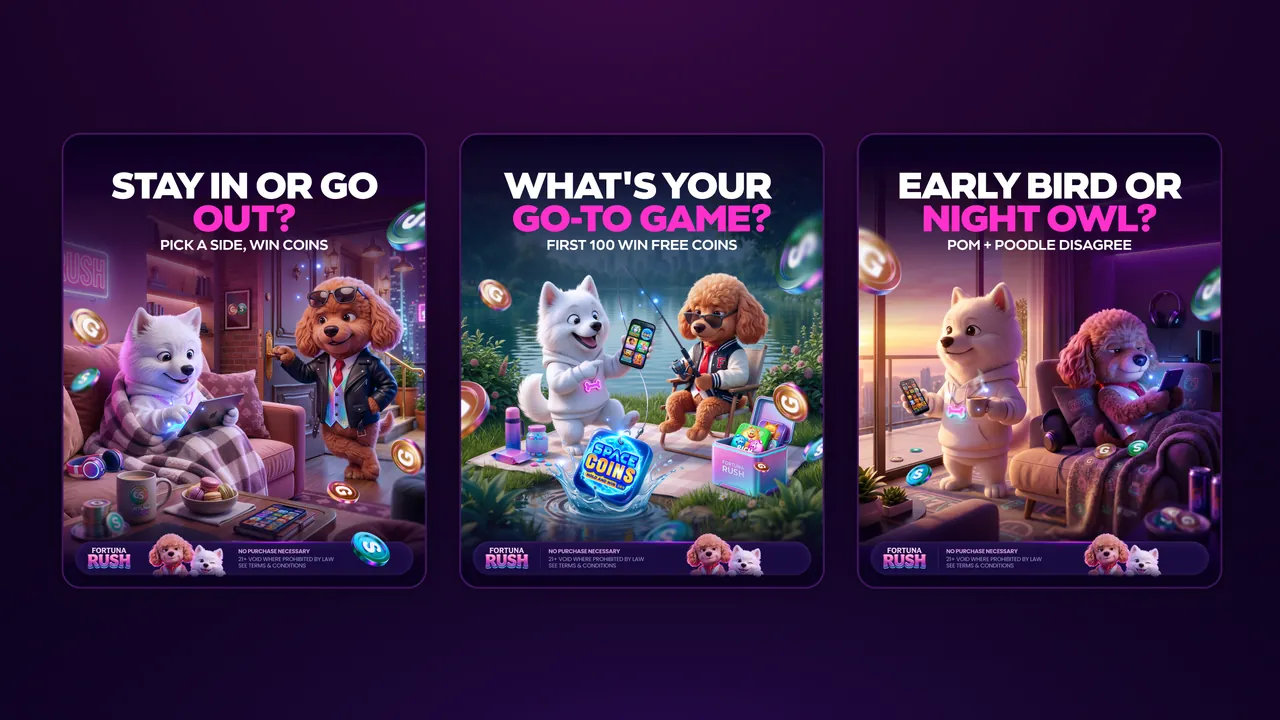 STAY IN OR GO
OUT?
PICK A SIDE, WIN COINS
RUSH
G
S
G
G
S
S
FORTUNA
RUSH
NO PURCHASE NECESSARY
21+ VOID WHERE PROHIBITED BY LAW
SEE TERMS & CONDITIONS
WHAT'S YOUR
GO-TO GAME?
FIRST 100 WIN FREE COINS
G
S
G
SPACE
COINS
HOLD AND WIN
FORTUNA
RUSH
G
FORTUNA
RUSH
NO PURCHASE NECESSARY
21+ VOID WHERE PROHIBITED BY LAW
SEE TERMS & CONDITIONS
EARLY BIRD OR
NIGHT OWL?
POM + POODLE DISAGREE
G
S
G
S
S
FORTUNA
RUSH
NO PURCHASE NECESSARY
21+ VOID WHERE PROHIBITED BY LAW
SEE TERMS & CONDITIONS